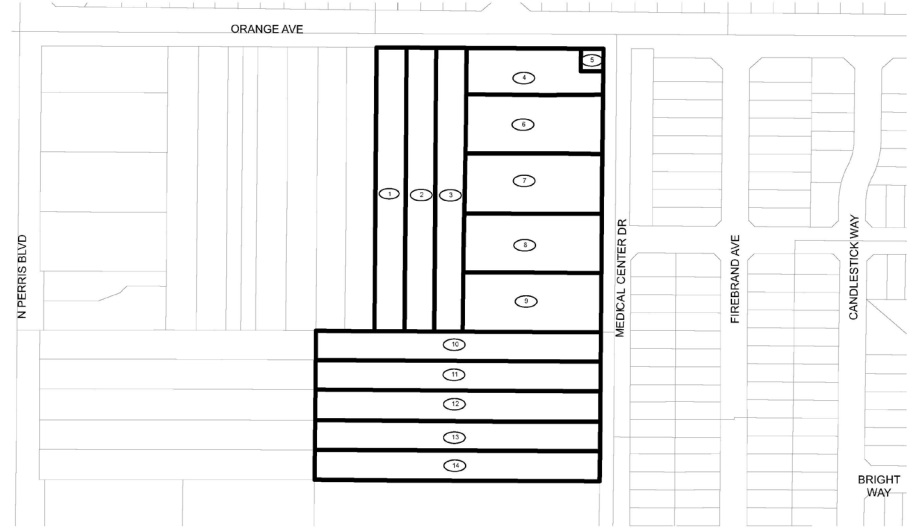 ORANGE AVE
5
4
6
7
1
2
3
N PERRIS BLVD
MEDICAL CENTER DR
FIREBRAND AVE
CANDLESTICK WAY
8
9
10
11
12
13
14
BRIGHT
WAY